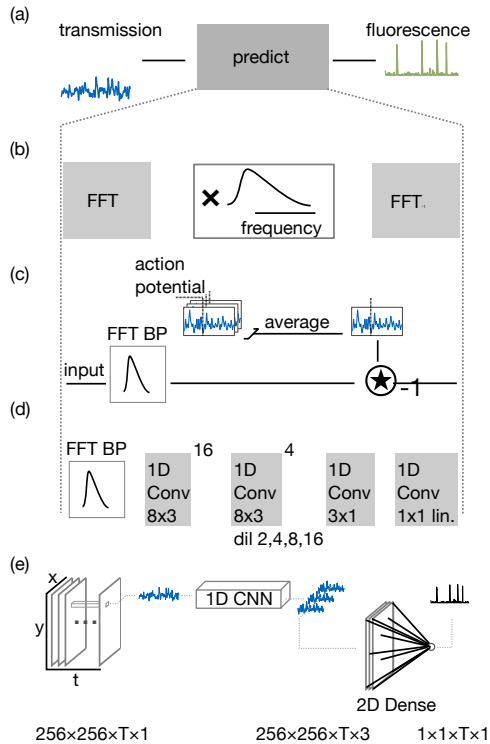 (a)
transmission
predict
fluorescence
(b)
FFT
×
frequency
FFT-1
(c)
action
potential
average
FFT BP
input
-1
(d)
FFT BP
16
4
1D
Conv
8x3
1D
Conv
8x3
1D
Conv
3x1
1D
Conv
1x1 lin.
dil 2,4,8,16
(e)
x
y
t
1D CNN
2D Dense
256×256×T×1
256×256×T×3
1×1×T×1